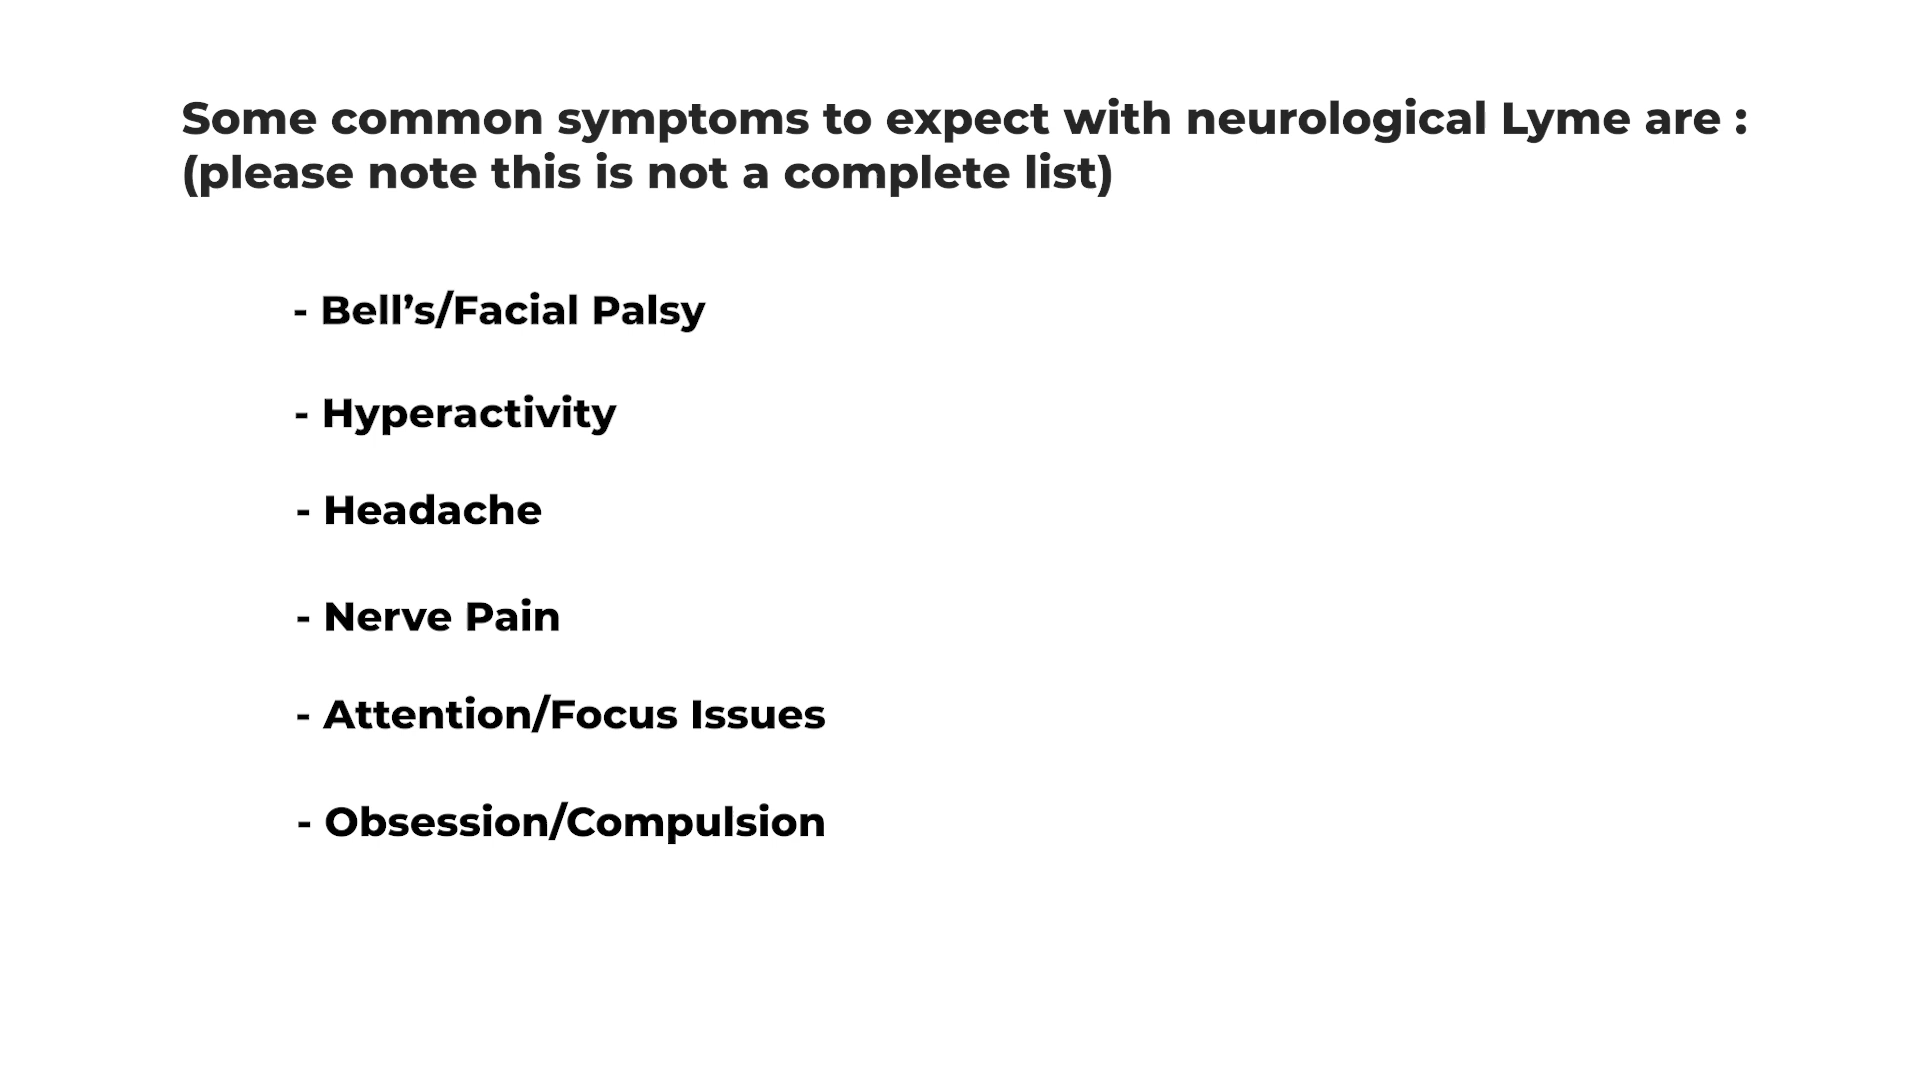 Some common symptoms to expect with neurological Lyme are :
(please note this is not a complete list)
- Bell’s/Facial Palsy
- Hyperactivity
- Headache
- Nerve Pain
- Attention/Focus Issues
- Obsession/Compulsion